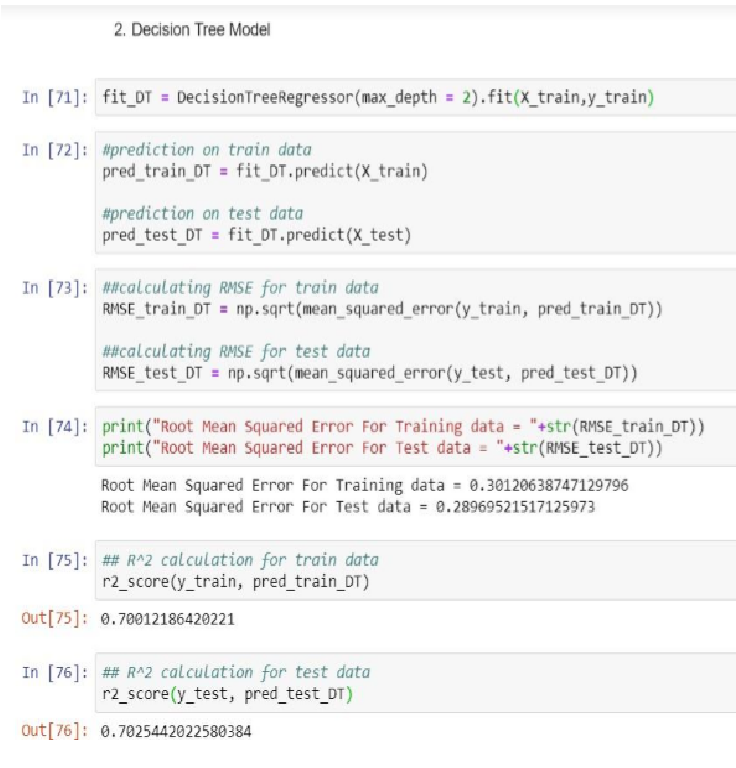 2. Decision Tree Model
In [71]: fit_DT = DecisionTreeRegressor(max_depth = 2).fit(X_train,y_train)
In [72]: #prediction on train data
pred_train_DT = fit_DT.predict(X_train)
#prediction on test data
pred_test_DT = fit_DT.predict(X_test)
In [73]: ##calculating RMSE for train data
RMSE_train_DT = np.sqrt(mean_squared_error(y_train, pred_train_DT))
##calculating RMSE for test data
RMSE_test_DT = np.sqrt(mean_squared_error(y_test, pred_test_DT))
In [74]: print("Root Mean Squared Error For Training data = "+str(RMSE_train_DT))
print("Root Mean Squared Error For Test data = "+str(RMSE_test_DT))
Root Mean Squared Error For Training data = 0.30120638747129796
Root Mean Squared Error For Test data = 0.28969521517125973
In [75]: ## R^2 calculation for train data
r2_score(y_train, pred_train_DT)
Out[75]: 0.70012186420221
In [76]: ## R^2 calculation for test data
r2_score(y_test, pred_test_DT)
Out[76]: 0.7025442022580384